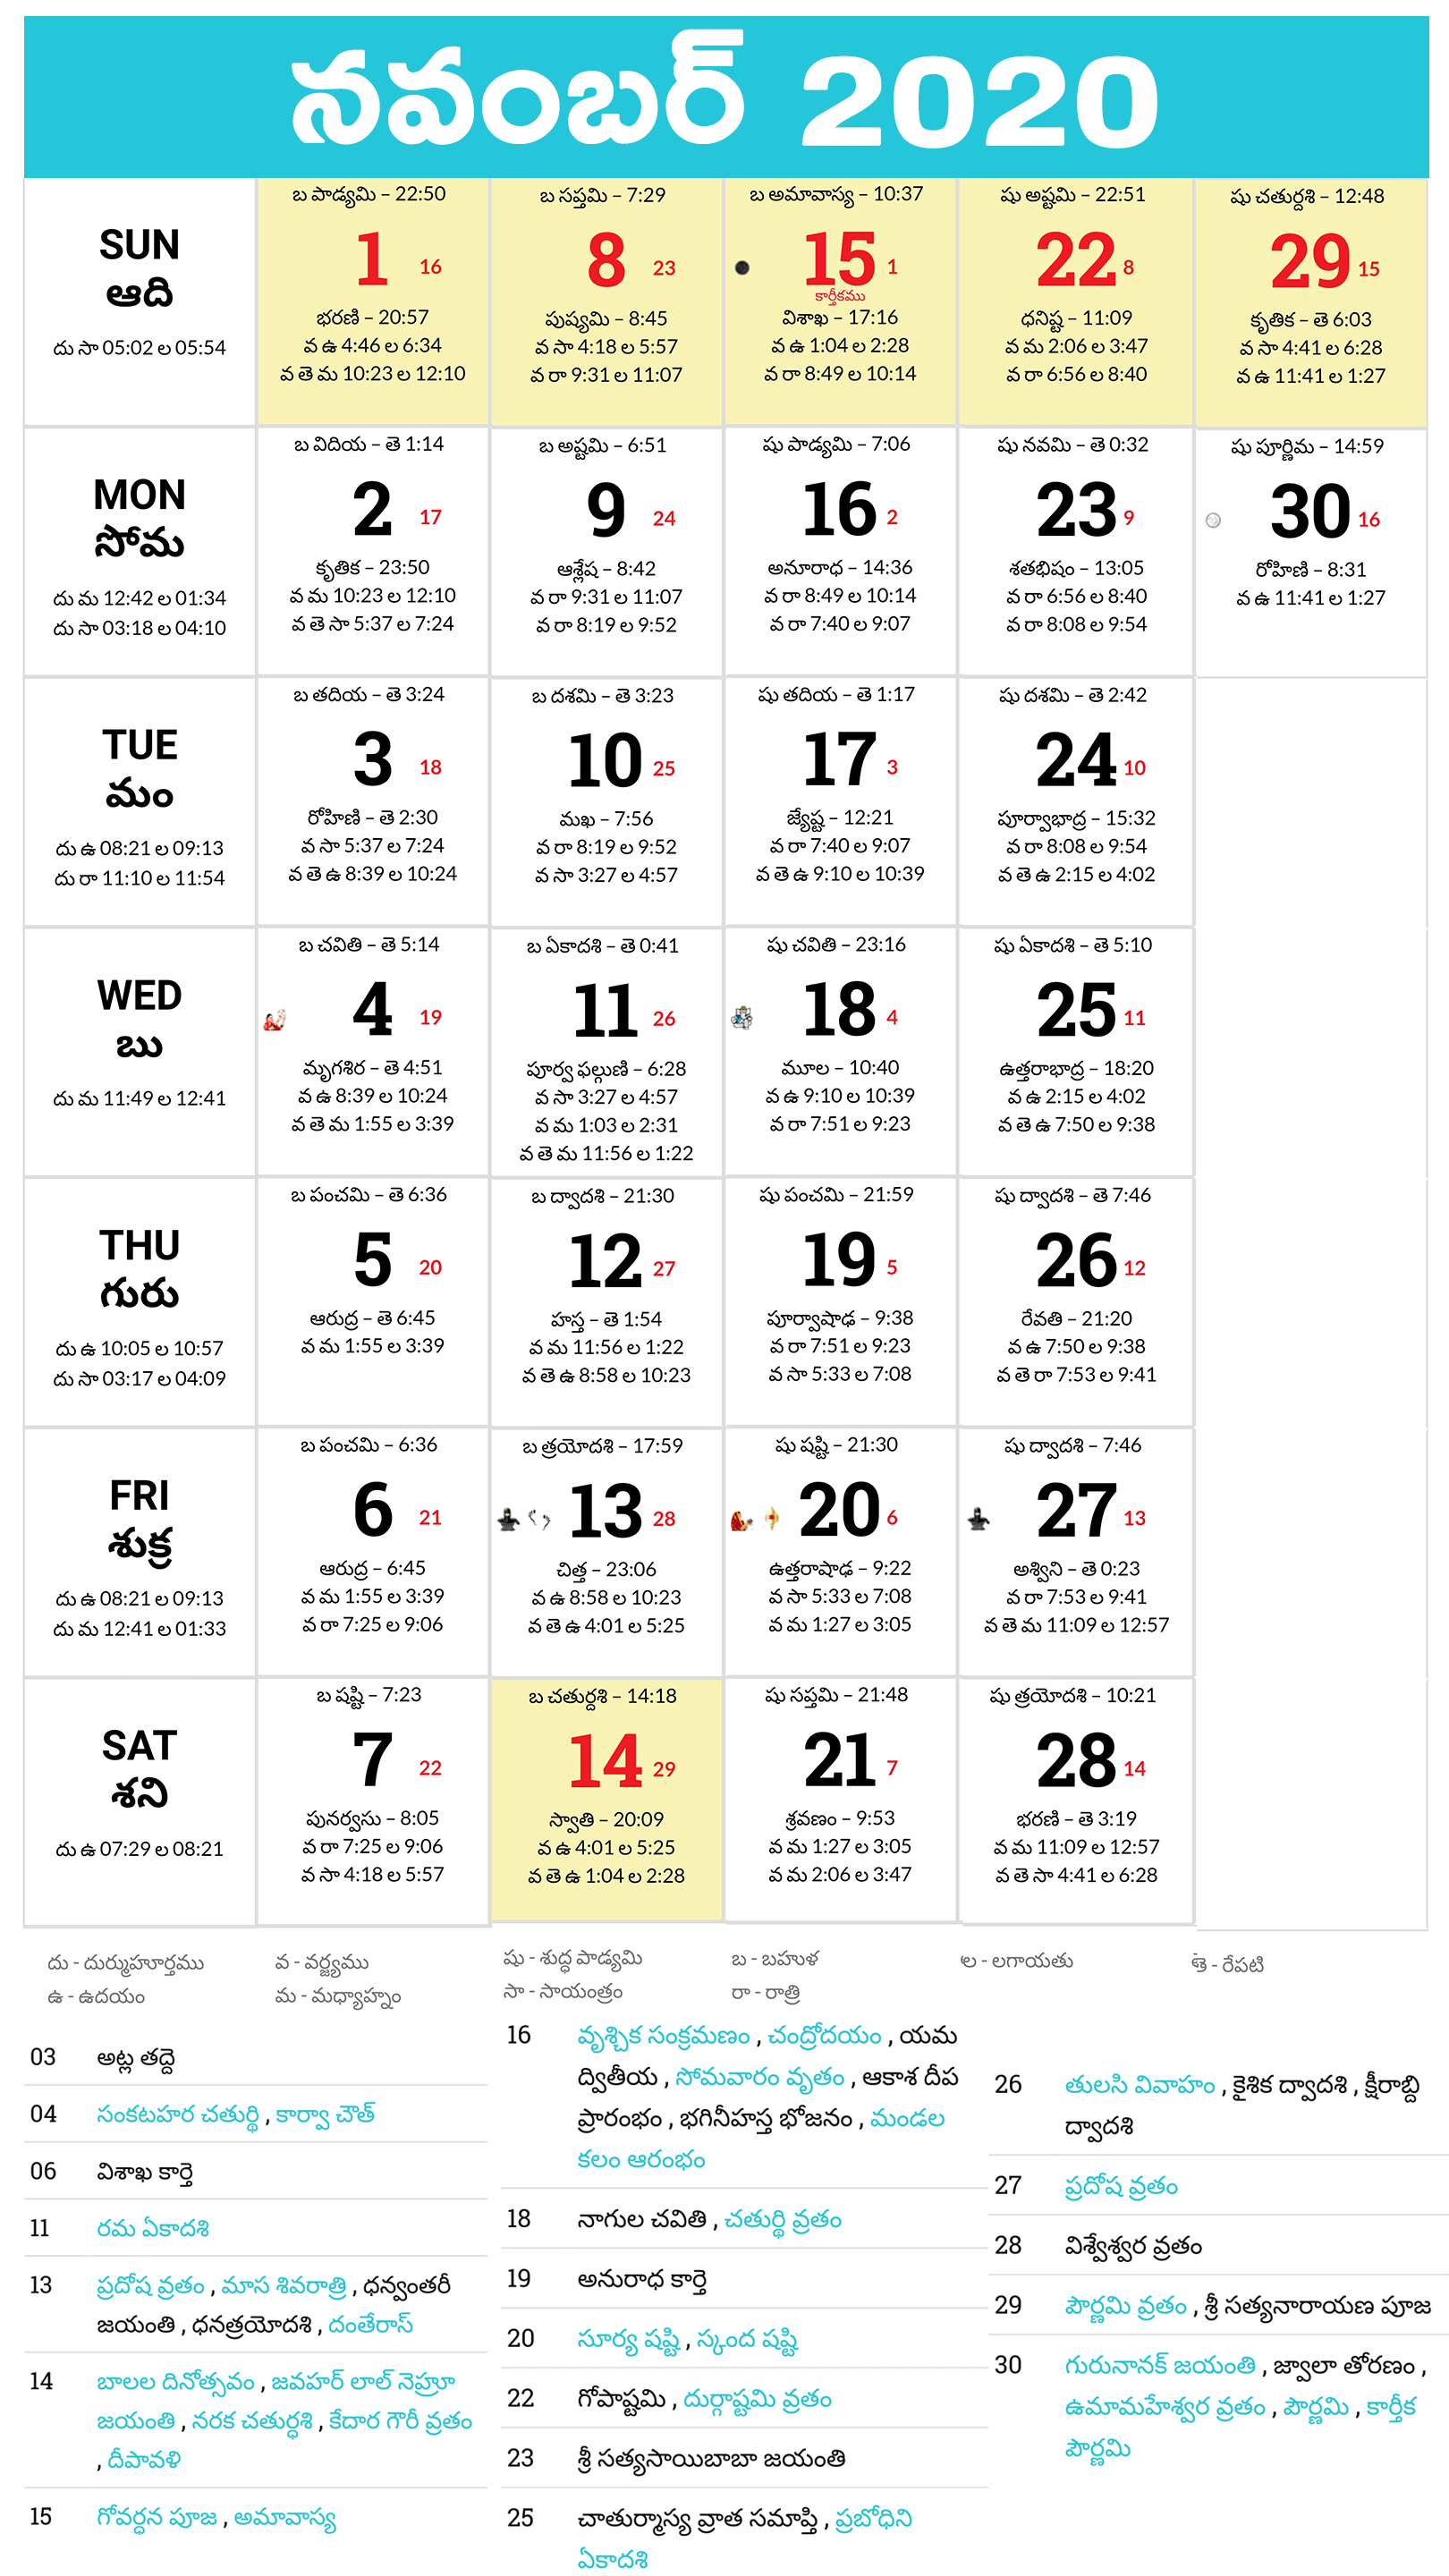 నవంబర్ 2020
SUN
ఆది
దు సా 05:02 ల 05:54
బ పాడ్యమి – 22:50
1 16
భరణి – 20:57
వ ఉ 4:46 ల 6:34
వ తె మ 10:23 ల 12:10
బ సప్తమి – 7:29
8 23
పుష్యమి – 8:45
వ సా 4:18 ల 5:57
వ రా 9:31 ల 11:07
బ అమావాస్య – 10:37
15 1
కార్తీకము
విశాఖ – 17:16
వ ఉ 1:04 ల 2:28
వ రా 8:49 ల 10:14
షు అష్టమి – 22:51
22 8
ధనిష్ట – 11:09
వ మ 2:06 ల 3:47
వ రా 6:56 ల 8:40
షు చతుర్దశి – 12:48
29 15
కృతిక – తె 6:03
వ సా 4:41 ల 6:28
వ ఉ 11:41 ల 1:27
MON
సోమ
దు మ 12:42 ల 01:34
దు సా 03:18 ల 04:10
బ విదియ – తె 1:14
2 17
కృతిక – 23:50
వ మ 10:23 ల 12:10
వ తె సా 5:37 ల 7:24
బ అష్టమి – 6:51
9 24
ఆశ్లేష – 8:42
వ రా 9:31 ల 11:07
వ రా 8:19 ల 9:52
షు పాడ్యమి – 7:06
16 2
అనూరాధ – 14:36
వ రా 8:49 ల 10:14
వ రా 7:40 ల 9:07
షు నవమి – తె 0:32
23 9
శతభిషం – 13:05
వ రా 6:56 ల 8:40
వ రా 8:08 ల 9:54
షు పూర్ణిమ – 14:59
30 16
రోహిణి – 8:31
వ ఉ 11:41 ల 1:27
TUE
మం
దు ఉ 08:21 ల 09:13
దు రా 11:10 ల 11:54
బ తదియ – తె 3:24
3 18
రోహిణి – తె 2:30
వ సా 5:37 ల 7:24
వ తె ఉ 8:39 ల 10:24
బ దశమి – తె 3:23
10 25
మఖ – 7:56
వ రా 8:19 ల 9:52
వ సా 3:27 ల 4:57
షు తదియ – తె 1:17
17 3
జ్యేష్ట – 12:21
వ రా 7:40 ల 9:07
వ తె ఉ 9:10 ల 10:39
షు దశమి – తె 2:42
24 10
పూర్వాభాద్ర – 15:32
వ రా 8:08 ల 9:54
వ తె ఉ 2:15 ల 4:02
WED
బు
దు మ 11:49 ల 12:41
బ చవితి – తె 5:14
4 19
మృగశిర – తె 4:51
వ ఉ 8:39 ల 10:24
వ తె మ 1:55 ల 3:39
బ ఏకాదశి – తె 0:41
11 26
పూర్వ ఫల్గుణి – 6:28
వ సా 3:27 ల 4:57
వ మ 1:03 ల 2:31
వ తె మ 11:56 ల 1:22
షు చవితి – 23:16
18 4
మూల – 10:40
వ ఉ 9:10 ల 10:39
వ రా 7:51 ల 9:23
షు ఏకాదశి – తె 5:10
25 11
ఉత్తరాభాద్ర – 18:20
వ ఉ 2:15 ల 4:02
వ తె ఉ 7:50 ల 9:38
THU
గురు
దు ఉ 10:05 ల 10:57
దు సా 03:17 ల 04:09
బ పంచమి – తె 6:36
5 20
ఆరుద్ర – తె 6:45
వ మ 1:55 ల 3:39
బ ద్వాదశి – 21:30
12 27
హస్త – తె 1:54
వ మ 11:56 ల 1:22
వ తె ఉ 8:58 ల 10:23
షు పంచమి – 21:59
19 5
పూర్వాషాఢ – 9:38
వ రా 7:51 ల 9:23
వ సా 5:33 ల 7:08
షు ద్వాదశి – తె 7:46
26 12
రేవతి – 21:20
వ ఉ 7:50 ల 9:38
వ తె రా 7:53 ల 9:41
FRI
శుక్ర
దు ఉ 08:21 ల 09:13
దు మ 12:41 ల 01:33
బ పంచమి – 6:36
6 21
ఆరుద్ర – 6:45
వ మ 1:55 ల 3:39
వ రా 7:25 ల 9:06
బ త్రయోదశి – 17:59
13 28
చిత్త – 23:06
వ ఉ 8:58 ల 10:23
వ తె ఉ 4:01 ల 5:25
షు షష్టి – 21:30
20 6
ఉత్తరాషాఢ – 9:22
వ సా 5:33 ల 7:08
వ మ 1:27 ల 3:05
షు ద్వాదశి – 7:46
27 13
అశ్విని – తె 0:23
వ రా 7:53 ల 9:41
వ తె మ 11:09 ల 12:57
SAT
శని
దు ఉ 07:29 ల 08:21
బ షష్టి – 7:23
7 22
పునర్వసు – 8:05
వ రా 7:25 ల 9:06
వ సా 4:18 ల 5:57
బ చతుర్దశి – 14:18
14 29
స్వాతి – 20:09
వ ఉ 4:01 ల 5:25
వ తె ఉ 1:04 ల 2:28
షు సప్తమి – 21:48
21 7
శ్రవణం – 9:53
వ మ 1:27 ల 3:05
వ మ 2:06 ల 3:47
షు త్రయోదశి – 10:21
28 14
భరణి – తె 3:19
వ మ 11:09 ల 12:57
వ తె సా 4:41 ల 6:28
దు - దుర్ముహూర్తము
ఉ - ఉదయం
వ - వర్జ్యము
మ - మధ్యాహ్నం
షు - శుద్ధ పాడ్యమి
సా - సాయంత్రం
బ - బహుళ
రా - రాత్రి
ల - లగాయతు
తె - రేపటి
03 అట్ల తద్దె
04 సంకటహర చతుర్థి , కార్వా చౌత్
06 విశాఖ కార్తె
11 రమ ఏకాదశి
13 ప్రదోష వ్రతం , మాస శివరాత్రి , ధన్వంతరీ
జయంతి , ధనత్రయోదశి , దంతేరాస్
14 బాలల దినోత్సవం , జవహర్ లాల్ నెహ్రూ
జయంతి , నరక చతుర్ధశి , కేదార గౌరీ వ్రతం
, దీపావళి
15 గోవర్ధన పూజ , అమావాస్య
16 వృశ్చిక సంక్రమణం , చంద్రోదయం , యమ
ద్వితీయ , సోమవారం వృతం , ఆకాశ దీప
ప్రారంభం , భగినీహస్త భోజనం , మండల
కలం ఆరంభం
18 నాగుల చవితి , చతుర్థి వ్రతం
19 అనురాధ కార్తె
20 సూర్య షష్టి , స్కంద షష్టి
22 గోపాష్టమి , దుర్గాష్టమి వ్రతం
23 శ్రీ సత్యసాయిబాబా జయంతి
25 చాతుర్మాస్య వ్రాత సమాప్తి , ప్రబోధిని
ఏకాదశి
26 తులసి వివాహం , కైశిక ద్వాదశి , క్షీరాబ్ది
ద్వాదశి
27 ప్రదోష వ్రతం
28 విశ్వేశ్వర వ్రతం
29 పౌర్ణమి వ్రతం , శ్రీ సత్యనారాయణ పూజ
30 గురునానక్ జయంతి , జ్వాలా తోరణం ,
ఉమామహేశ్వర వ్రతం , పౌర్ణమి , కార్తీక
పౌర్ణమి